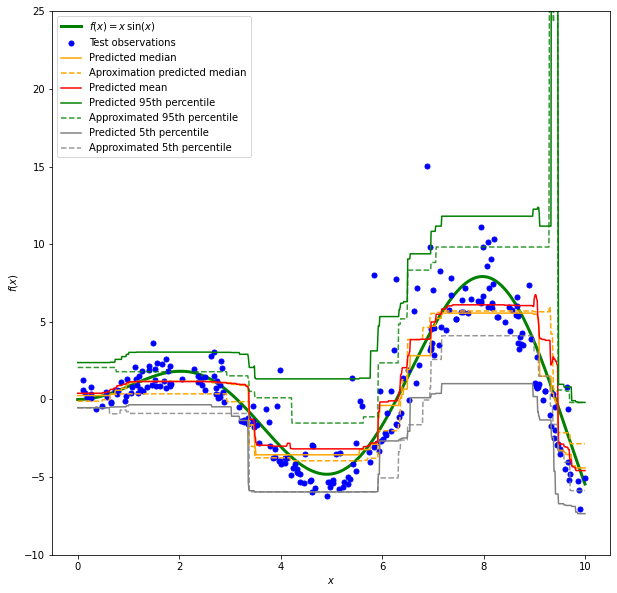 f(x) = x sin(x)
Test observations
Predicted median
Aproximation predicted median
Predicted mean
Predicted 95th percentile
Approximated 95th percentile
Predicted 5th percentile
Approximated 5th percentile
25
20
15
10
5
0
−5
−10
f(x)
0 2 4 6 8 10
x